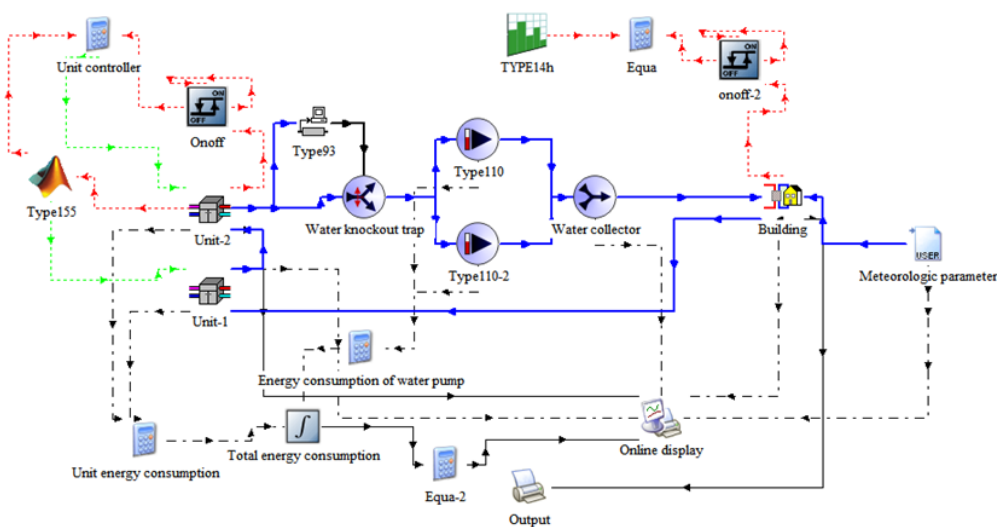 Unit controller
ON
OFF
Onoff
TYPE14h
Equa
ON
OFF
onoff-2
Type93
Type110
Type155
Unit-2
Water knockout trap
Water collector
Building
USER
Meteorologic parameter
Type110-2
Unit-1
Energy consumption of water pump
Unit energy consumption
∫
Total energy consumption
Equa-2
Online display
Output